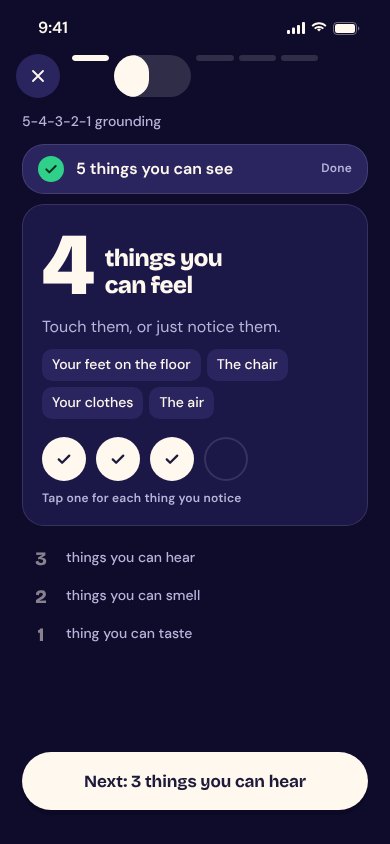 9:41
5-4-3-2-1 grounding
5 things you can see
Done
4
things you
can feel
Touch them, or just notice them.
Your feet on the floor
The chair
Your clothes
The air
Tap one for each thing you notice
3 things you can hear
2 things you can smell
1 thing you can taste
Next: 3 things you can hear